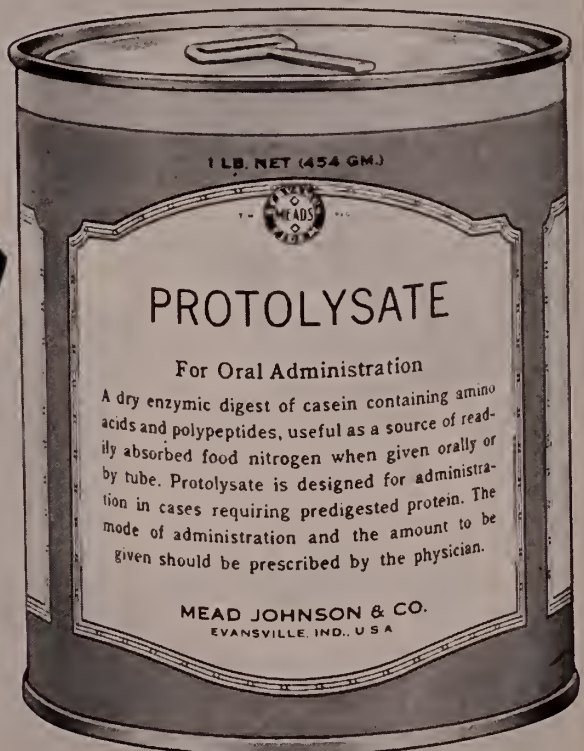 1 LB. NET (454 GM.)
MEADS
PROTOLYSATE
For Oral Administration
A dry enzymic digest of casein containing amino
acids and polypeptides, useful as a source of read-
ily absorbed food nitrogen when given orally or
by tube. Protolysate is designed for administra-
tion in cases requiring predigested protein. The
mode of administration and the amount to be
given should be prescribed by the physician.
MEAD JOHNSON & CO.
EVANSVILLE, IND., U S A